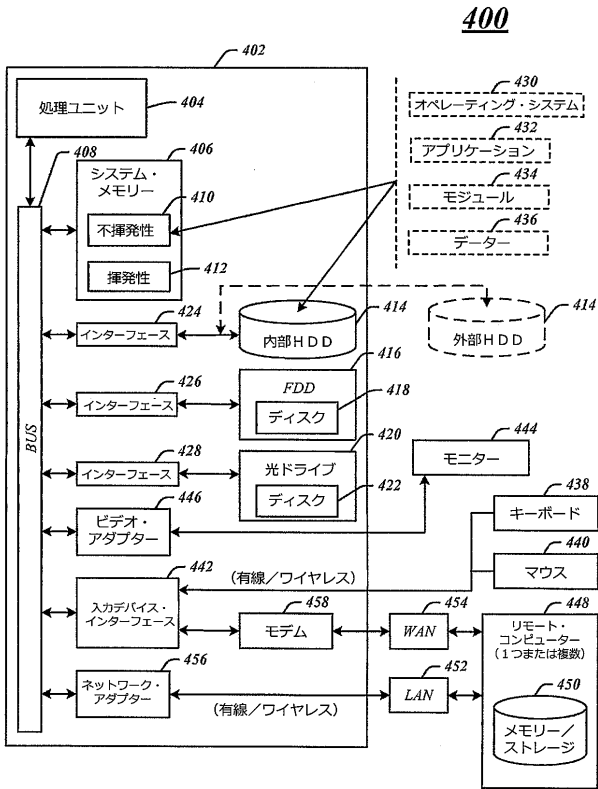 400
402
処理ユニット
404
408
406
システム・
メモリー
410
不揮発性
412
揮発性
430
オペレーティング・システム
432
アプリケーション
434
モジュール
436
データー
424
インターフェース
414
内部HDD
414
外部HDD
416
426
インターフェース
FDD
418
ディスク
420
428
インターフェース
光ドライブ
422
ディスク
444
モニター
446
ビデオ・
アダプター
438
キーボード
440
マウス
442
(有線/ワイヤレス)
入力デバイス・
インターフェース
458
モデム
454
WAN
448
リモート・
コンピューター
(1つまたは複数)
456
ネットワーク・
アダプター
(有線/ワイヤレス)
452
LAN
450
メモリー/
ストレージ
BUS